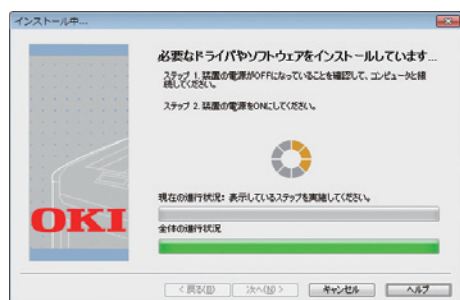 インストール中...
必要なドライバやソフトウェアをインストールしています...
ステップ 1. 装置の電源がOFFになっていることを確認して、コンピュータと接
続してください。
ステップ 2. 装置の電源をONにしてください。
OKI
現在の進行状況: 表示しているステップを実施してください。
全体の進行状況
< 戻る(B) 次へ(N) > キャンセル ヘルプ